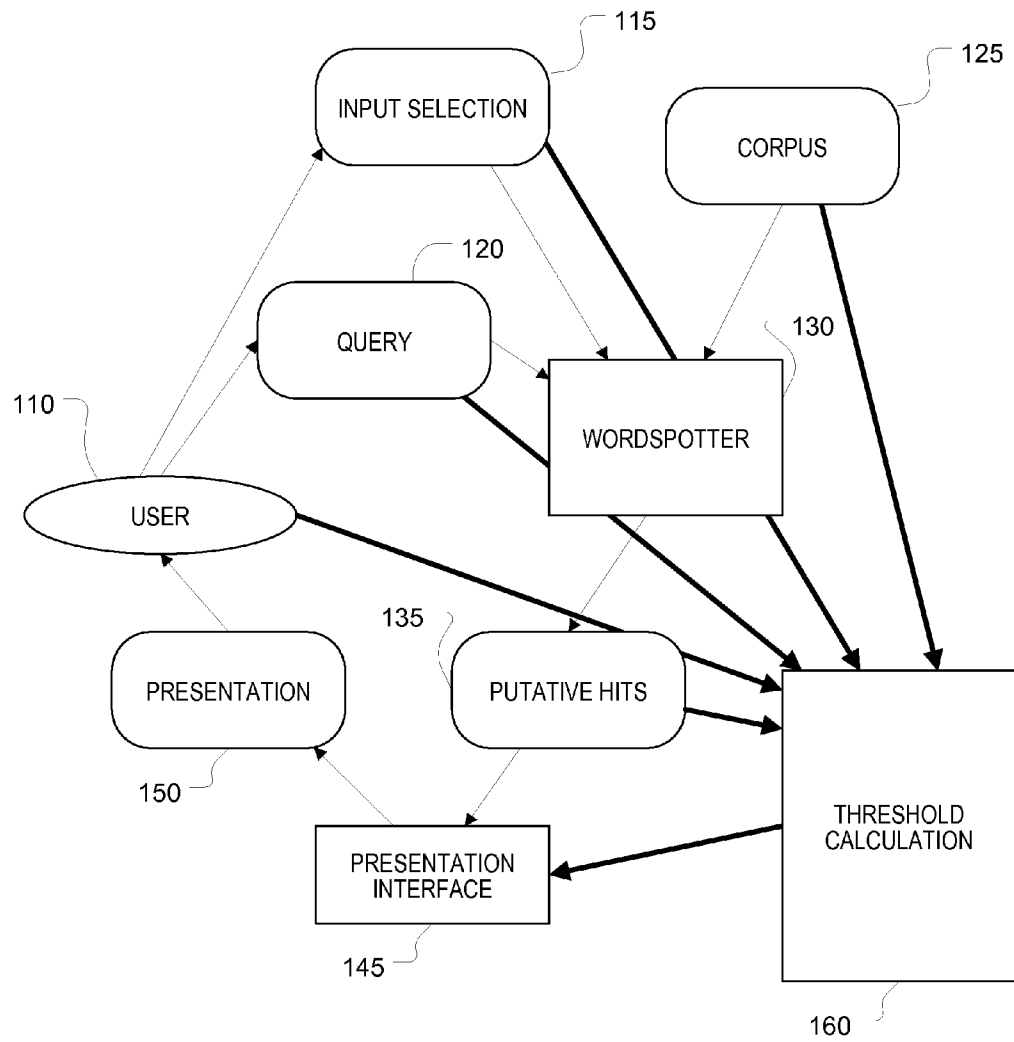 115
INPUT SELECTION
125
CORPUS
120
QUERY
130
WORDSPOTTER
110
USER
135
PUTATIVE HITS
PRESENTATION
150
THRESHOLD
CALCULATION
PRESENTATION
INTERFACE
145
160